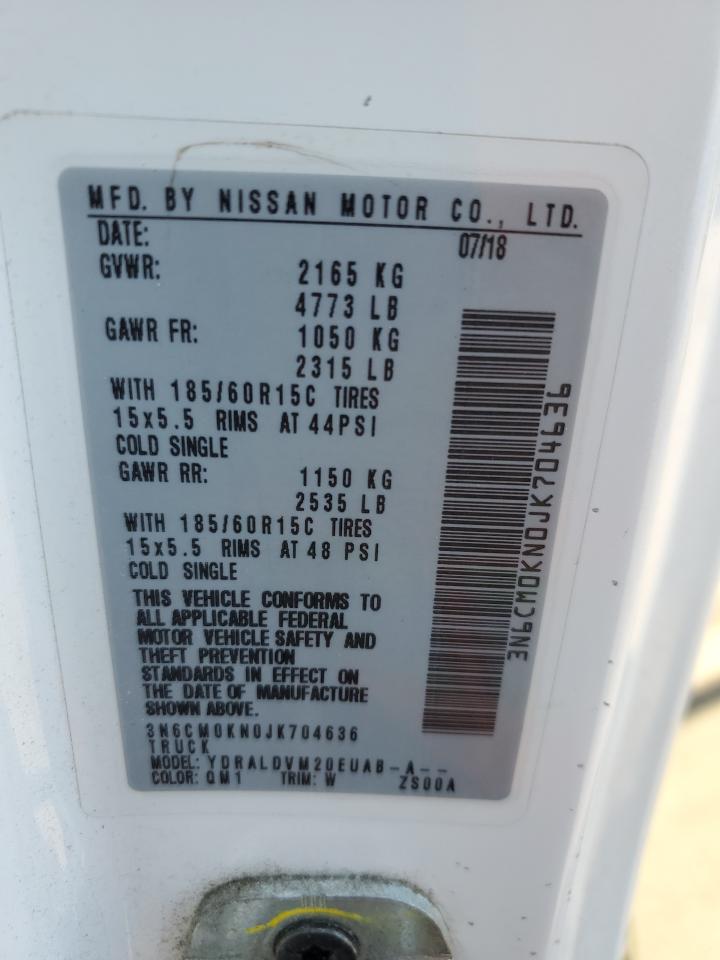 MFD. BY NISSAN MOTOR CO., LTD.
DATE: 07/18
GVWR: 2165 KG
4773 LB
GAWR FR: 1050 KG
2315 LB
WITH 185/60R15C TIRES
15x5.5 RIMS AT 44PSI
COLD SINGLE
GAWR RR: 1150 KG
2535 LB
WITH 185/60R15C TIRES
15x5.5 RIMS AT 48 PSI
COLD SINGLE
THIS VEHICLE CONFORMS TO
ALL APPLICABLE FEDERAL
MOTOR VEHICLE SAFETY AND
THEFT PREVENTION
STANDARDS IN EFFECT ON
THE DATE OF MANUFACTURE
SHOWN ABOVE.
3N6CM0KN0JK704636
TRUCK
MODEL: YDRALDVM20EUAB-A--
COLOR: QM1 TRIM: W ZS00A
3N6CM0KN0JK704636